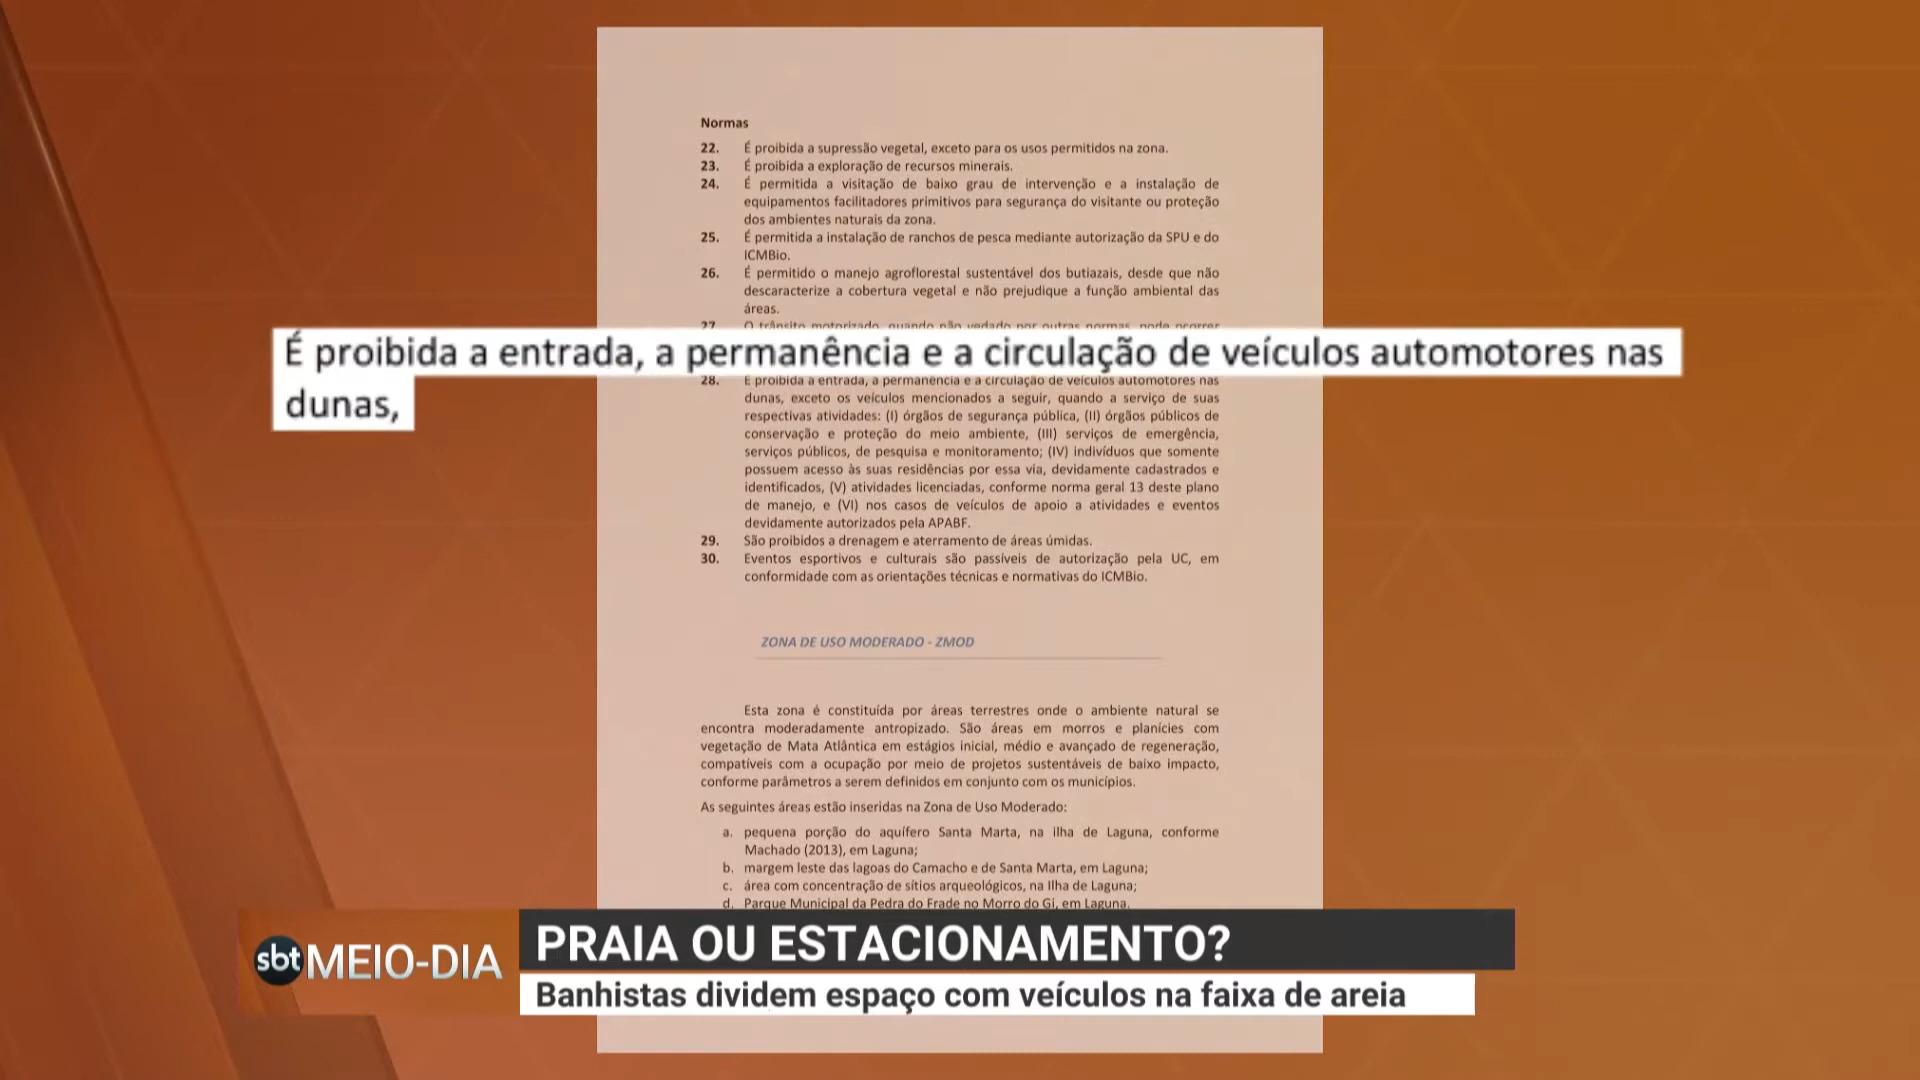 Normas
22. É proibida a supressão vegetal, exceto para os usos permitidos na zona.
23. É proibida a exploração de recursos minerais.
24. É permitida a visitação de baixo grau de intervenção e a instalação de
equipamentos facilitadores primitivos para segurança do visitante ou proteção
dos ambientes naturais da zona.
25. É permitida a instalação de ranchos de pesca mediante autorização da SPU e do
ICMBio.
26. É permitido o manejo agroflorestal sustentável dos butiazais, desde que não
descaracterize a cobertura vegetal e não prejudique a função ambiental das
áreas.
27. O trânsito motorizado, quando não vedado por outras normas, pode ocorrer
É proibida a entrada, a permanência e a circulação de veículos automotores nas
dunas,
28. É proibida a entrada, a permanência e a circulação de veículos automotores nas
dunas, exceto os veículos mencionados a seguir, quando a serviço de suas
respectivas atividades: (I) órgãos de segurança pública, (II) órgãos públicos de
conservação e proteção do meio ambiente, (III) serviços de emergência,
serviços públicos, de pesquisa e monitoramento; (IV) indivíduos que somente
possuem acesso às suas residências por essa via, devidamente cadastrados e
identificados, (V) atividades licenciadas, conforme norma geral 13 deste plano
de manejo, e (VI) nos casos de veículos de apoio a atividades e eventos
devidamente autorizados pela APABF.
29. São proibidos a drenagem e aterramento de áreas úmidas.
30. Eventos esportivos e culturais são passíveis de autorização pela UC, em
conformidade com as orientações técnicas e normativas do ICMBio.
ZONA DE USO MODERADO - ZMOD
Esta zona é constituída por áreas terrestres onde o ambiente natural se
encontra moderadamente antropizado. São áreas em morros e planícies com
vegetação de Mata Atlântica em estágios inicial, médio e avançado de regeneração,
compatíveis com a ocupação por meio de projetos sustentáveis de baixo impacto,
conforme parâmetros a serem definidos em conjunto com os municípios.
As seguintes áreas estão inseridas na Zona de Uso Moderado:
a. pequena porção do aquífero Santa Marta, na ilha de Laguna, conforme
Machado (2013), em Laguna;
b. margem leste das lagoas do Camacho e de Santa Marta, em Laguna;
c. área com concentração de sítios arqueológicos, na Ilha de Laguna;
d. Parque Municipal da Pedra do Frade no Morro do Gi, em Laguna.
sbt MEIO-DIA
PRAIA OU ESTACIONAMENTO?
Banhistas dividem espaço com veículos na faixa de areia